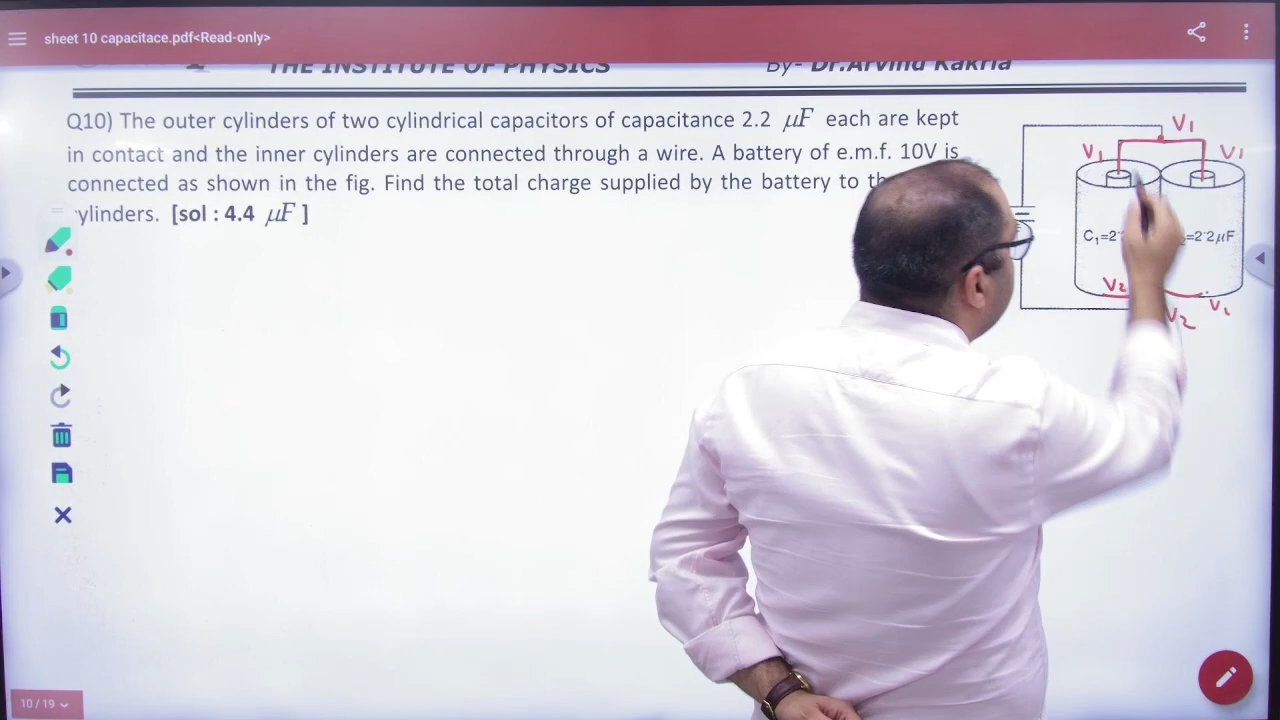 sheet 10 capacitace.pdf<Read-only>
THE INSTITUTE OF PHYSICS By- Dr.Arvind Kakria
Q10) The outer cylinders of two cylindrical capacitors of capacitance 2.2 μF each are kept
in contact and the inner cylinders are connected through a wire. A battery of e.m.f. 10V is
connected as shown in the fig. Find the total charge supplied by the battery to the
ylinders. [sol : 4.4 μF ]
V1
V1 V1
C1=2 =2·2μF
V2
V2
10 / 19